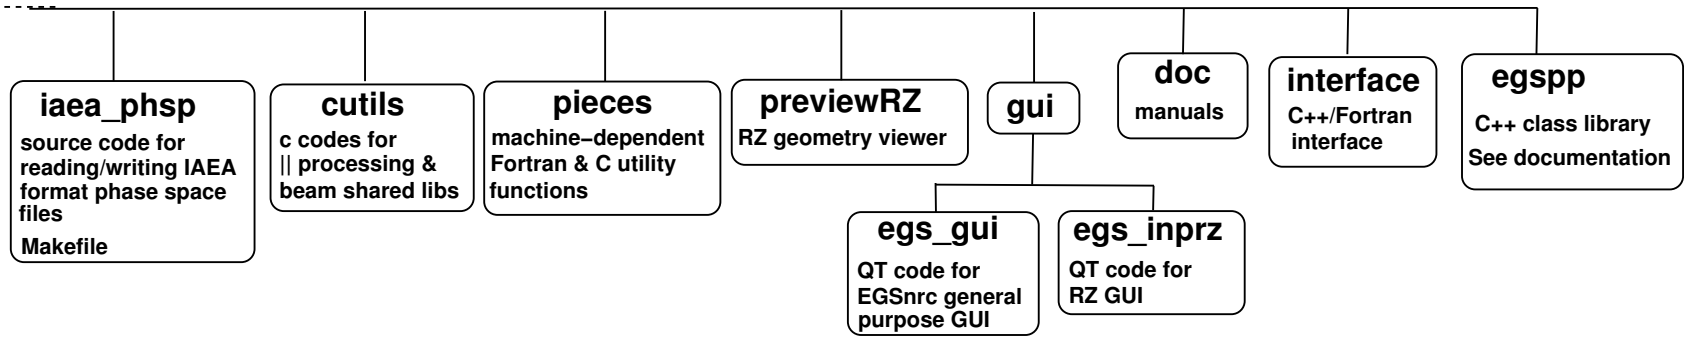 iaea_phsp
source code for
reading/writing IAEA
format phase space
files
Makefile
cutils
c codes for
|| processing &
beam shared libs
pieces
machine−dependent
Fortran & C utility
functions
previewRZ
RZ geometry viewer
gui
egs_gui
QT code for
EGSnrc general
purpose GUI
egs_inprz
QT code for
RZ GUI
doc
manuals
interface
C++/Fortran
interface
egspp
C++ class library
See documentation